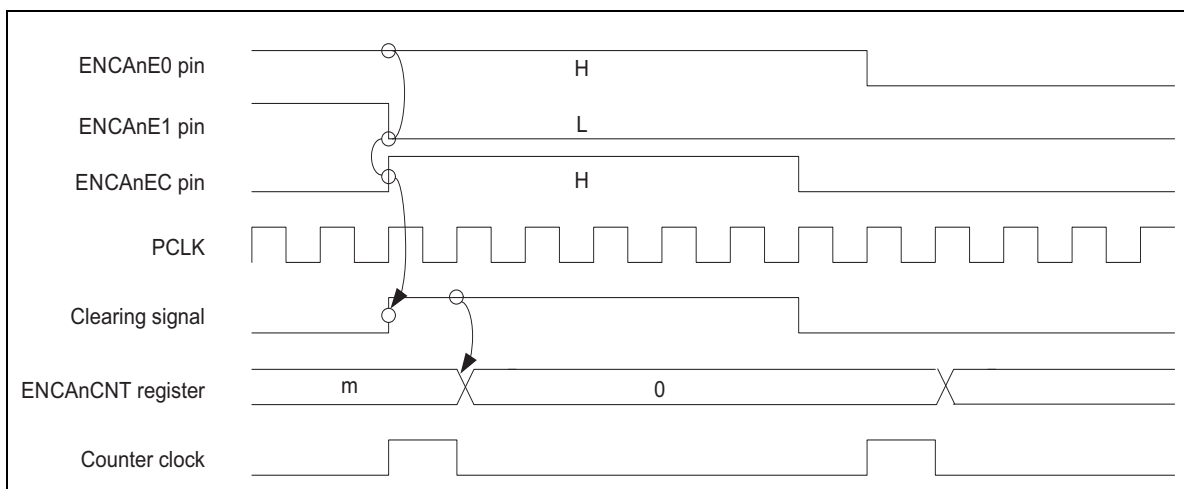 ENCAnE0 pin
H
ENCAnE1 pin
L
ENCAnEC pin
H
PCLK
Clearing signal
ENCAnCNT register
m
0
Counter clock